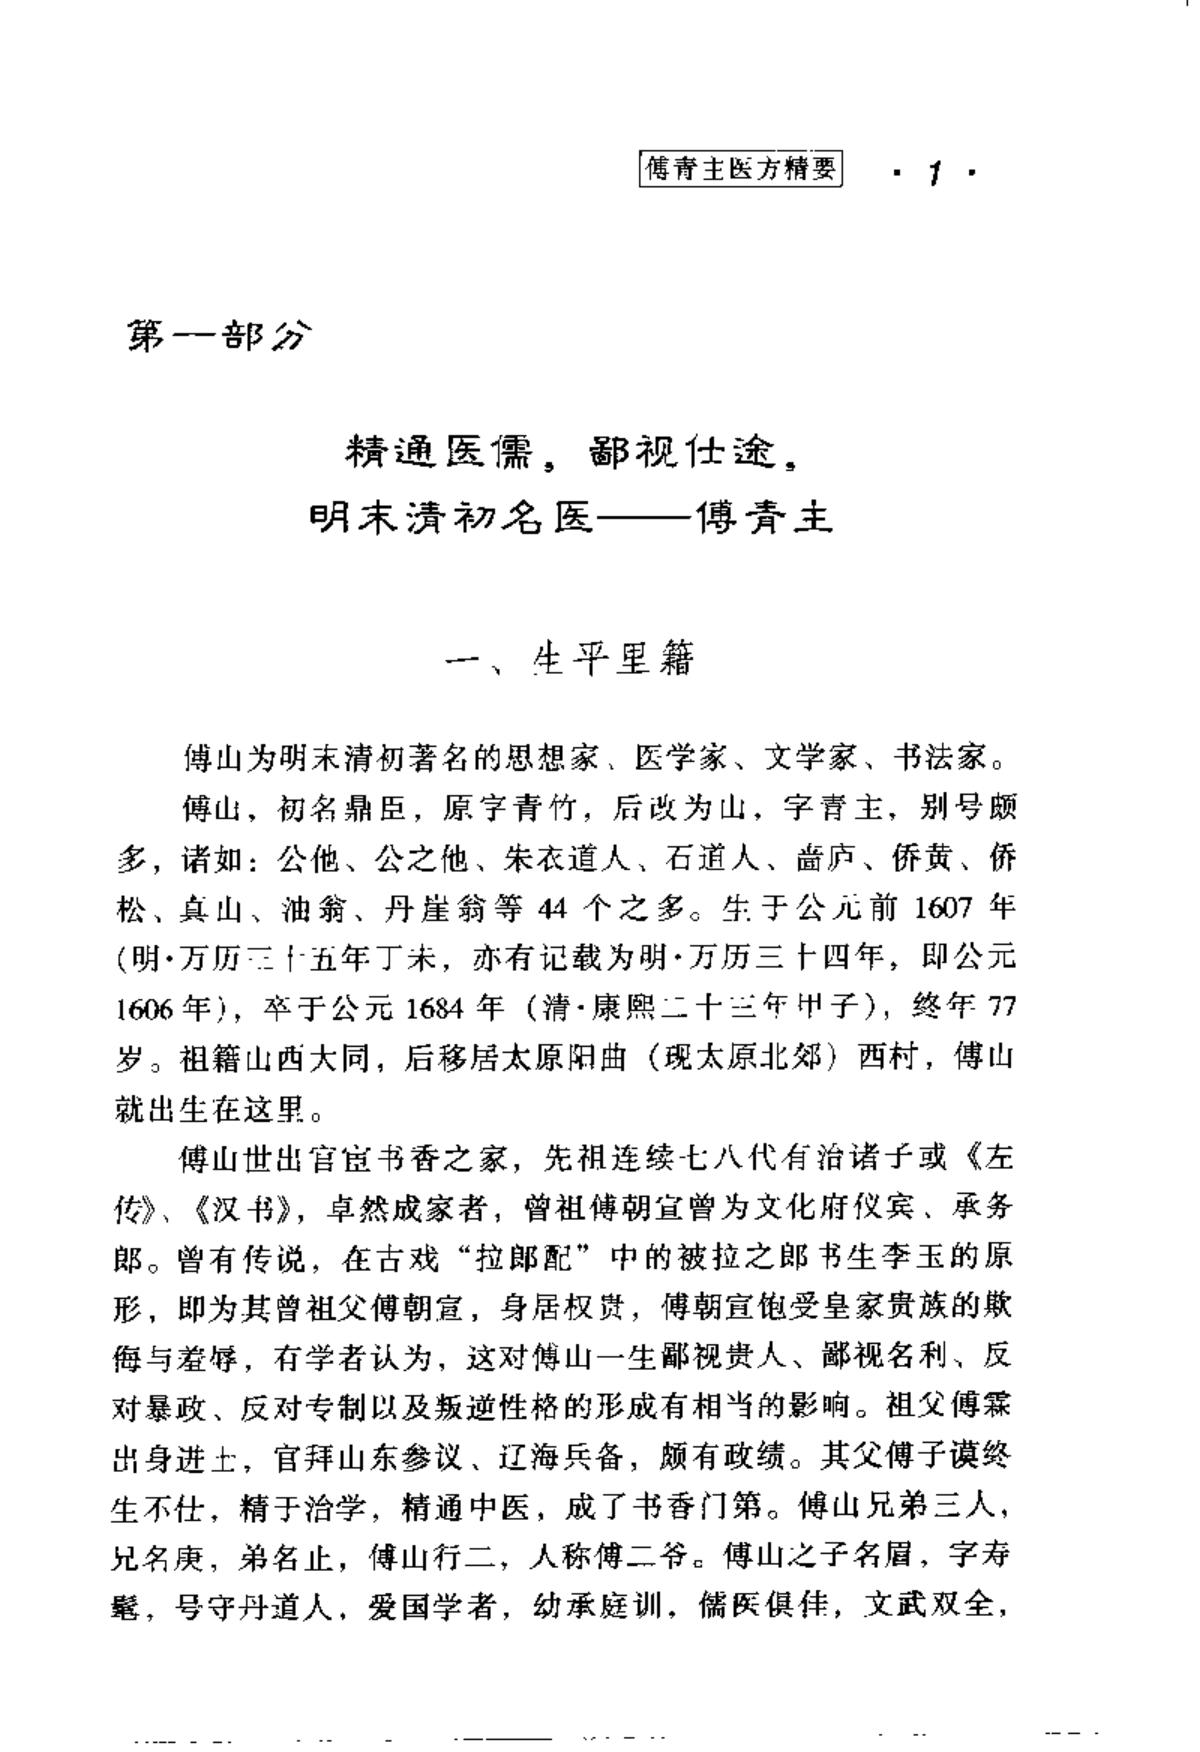 傅青主医方精要 · 1 ·
第一部分
精通医儒，鄙视仕途，
明末清初名医——傅青主
一、生平里籍
傅山为明末清初著名的思想家、医学家、文学家、书法家。
傅山，初名鼎臣，原字青竹，后改为山，字青主，别号颇
多，诸如：公他、公之他、朱衣道人、石道人、啬庐、侨黄、侨
松、真山、油翁、丹崖翁等 44 个之多。生于公元前 1607 年
(明·万历三十五年丁未，亦有记载为明·万历三十四年，即公元
1606 年)，卒于公元 1684 年（清·康熙二十三年甲子），终年 77
岁。祖籍山西大同，后移居太原阳曲（现太原北郊）西村，傅山
就出生在这里。
傅山世出官宦书香之家，先祖连续七八代有治诸子或《左
传》、《汉书》，卓然成家者，曾祖傅朝宣曾为文化府仪宾、承务
郎。曾有传说，在古戏“拉郎配”中的被拉之郎书生李玉的原
形，即为其曾祖父傅朝宣，身居权贵，傅朝宣饱受皇家贵族的欺
侮与羞辱，有学者认为，这对傅山一生鄙视贵人、鄙视名利、反
对暴政、反对专制以及叛逆性格的形成有相当的影响。祖父傅霖
出身进士，官拜山东参议、辽海兵备，颇有政绩。其父傅子谟终
生不仕，精于治学，精通中医，成了书香门第。傅山兄弟三人，
兄名庚，弟名止，傅山行二，人称傅二爷。傅山之子名眉，字寿
髦，号守丹道人，爱国学者，幼承庭训，儒医俱佳，文武双全，